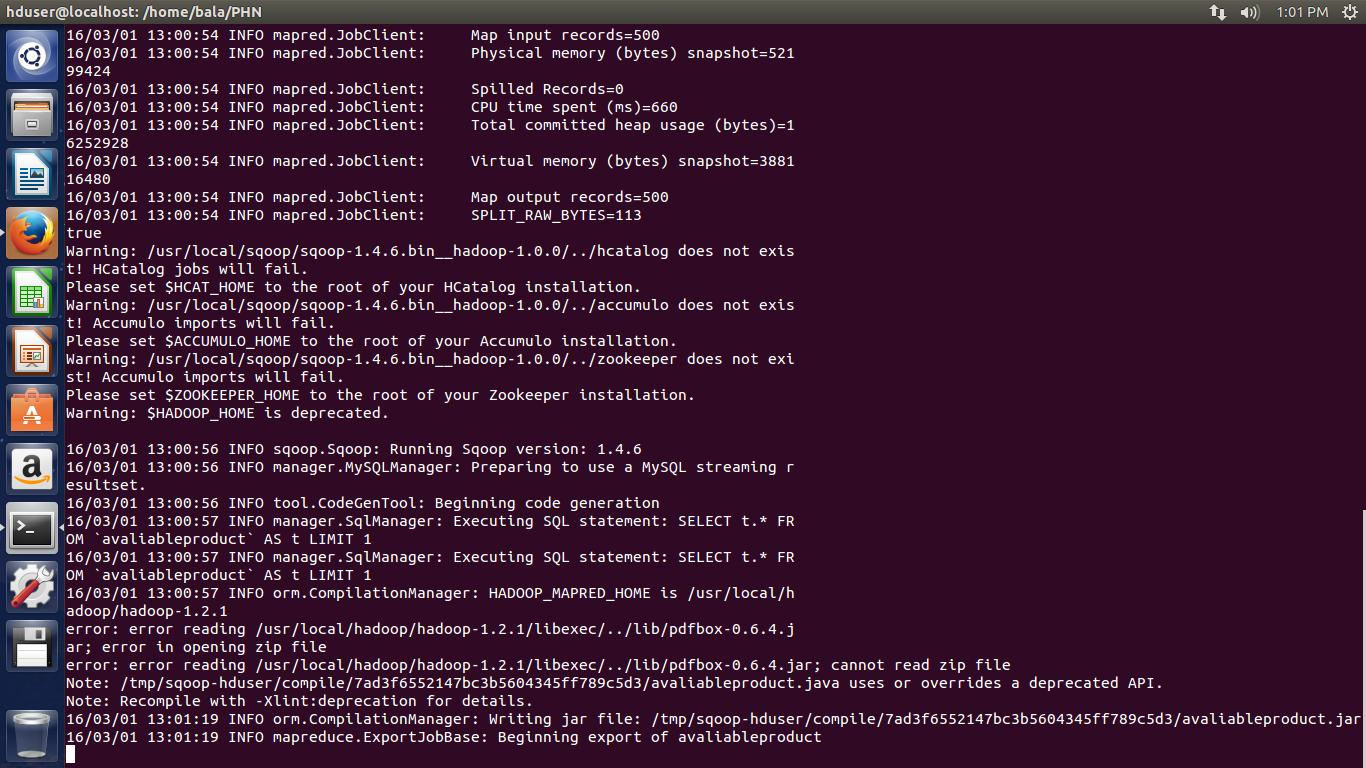 hduser@localhost: /home/bala/PHN
1:01 PM
16/03/01 13:00:54 INFO mapred.JobClient:     Map input records=500
16/03/01 13:00:54 INFO mapred.JobClient:     Physical memory (bytes) snapshot=521
99424
16/03/01 13:00:54 INFO mapred.JobClient:     Spilled Records=0
16/03/01 13:00:54 INFO mapred.JobClient:     CPU time spent (ms)=660
16/03/01 13:00:54 INFO mapred.JobClient:     Total committed heap usage (bytes)=1
6252928
16/03/01 13:00:54 INFO mapred.JobClient:     Virtual memory (bytes) snapshot=3881
16480
16/03/01 13:00:54 INFO mapred.JobClient:     Map output records=500
16/03/01 13:00:54 INFO mapred.JobClient:     SPLIT_RAW_BYTES=113
true
Warning: /usr/local/sqoop/sqoop-1.4.6.bin__hadoop-1.0.0/../hcatalog does not exis
t! HCatalog jobs will fail.
Please set $HCAT_HOME to the root of your HCatalog installation.
Warning: /usr/local/sqoop/sqoop-1.4.6.bin__hadoop-1.0.0/../accumulo does not exis
t! Accumulo imports will fail.
Please set $ACCUMULO_HOME to the root of your Accumulo installation.
Warning: /usr/local/sqoop/sqoop-1.4.6.bin__hadoop-1.0.0/../zookeeper does not exi
st! Accumulo imports will fail.
Please set $ZOOKEEPER_HOME to the root of your Zookeeper installation.
Warning: $HADOOP_HOME is deprecated.
16/03/01 13:00:56 INFO sqoop.Sqoop: Running Sqoop version: 1.4.6
16/03/01 13:00:56 INFO manager.MySQLManager: Preparing to use a MySQL streaming r
esultset.
16/03/01 13:00:56 INFO tool.CodeGenTool: Beginning code generation
16/03/01 13:00:57 INFO manager.SqlManager: Executing SQL statement: SELECT t.* FR
OM `avaliableproduct` AS t LIMIT 1
16/03/01 13:00:57 INFO manager.SqlManager: Executing SQL statement: SELECT t.* FR
OM `avaliableproduct` AS t LIMIT 1
16/03/01 13:00:57 INFO orm.CompilationManager: HADOOP_MAPRED_HOME is /usr/local/h
adoop/hadoop-1.2.1
error: error reading /usr/local/hadoop/hadoop-1.2.1/libexec/../lib/pdfbox-0.6.4.j
ar; error in opening zip file
error: error reading /usr/local/hadoop/hadoop-1.2.1/libexec/../lib/pdfbox-0.6.4.jar; cannot read zip file
Note: /tmp/sqoop-hduser/compile/7ad3f6552147bc3b5604345ff789c5d3/avaliableproduct.java uses or overrides a deprecated API.
Note: Recompile with -Xlint:deprecation for details.
16/03/01 13:01:19 INFO orm.CompilationManager: Writing jar file: /tmp/sqoop-hduser/compile/7ad3f6552147bc3b5604345ff789c5d3/avaliableproduct.jar
16/03/01 13:01:19 INFO mapreduce.ExportJobBase: Beginning export of avaliableproduct